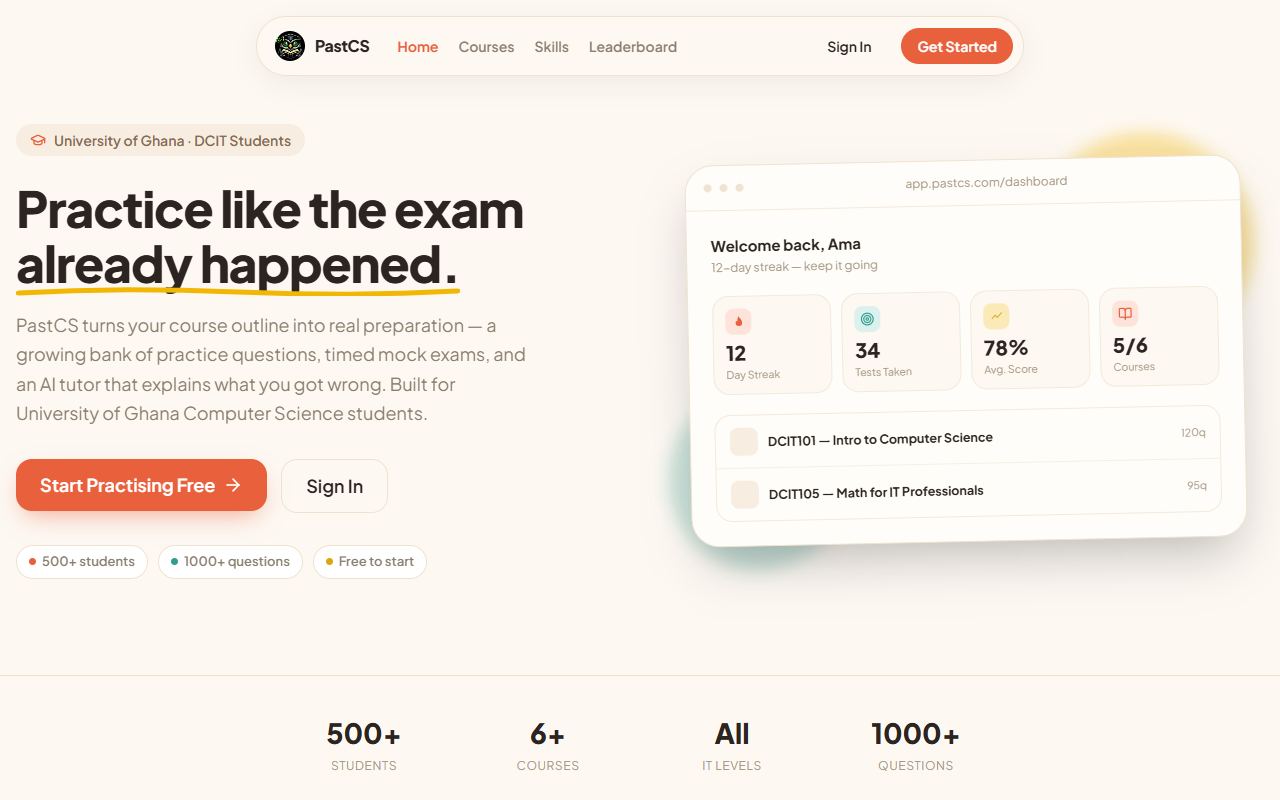 PastCS
Home
Courses
Skills
Leaderboard
Sign In
Get Started
University of Ghana · DCIT Students
Practice like the exam
already happened.
PastCS turns your course outline into real preparation — a
growing bank of practice questions, timed mock exams, and
an AI tutor that explains what you got wrong. Built for
University of Ghana Computer Science students.
Start Practising Free →
Sign In
500+ students
1000+ questions
Free to start
app.pastcs.com/dashboard
Welcome back, Ama
12-day streak — keep it going
12
Day Streak
34
Tests Taken
78%
Avg. Score
5/6
Courses
DCIT101 — Intro to Computer Science
120q
DCIT105 — Math for IT Professionals
95q
500+
STUDENTS
6+
COURSES
All
IT LEVELS
1000+
QUESTIONS